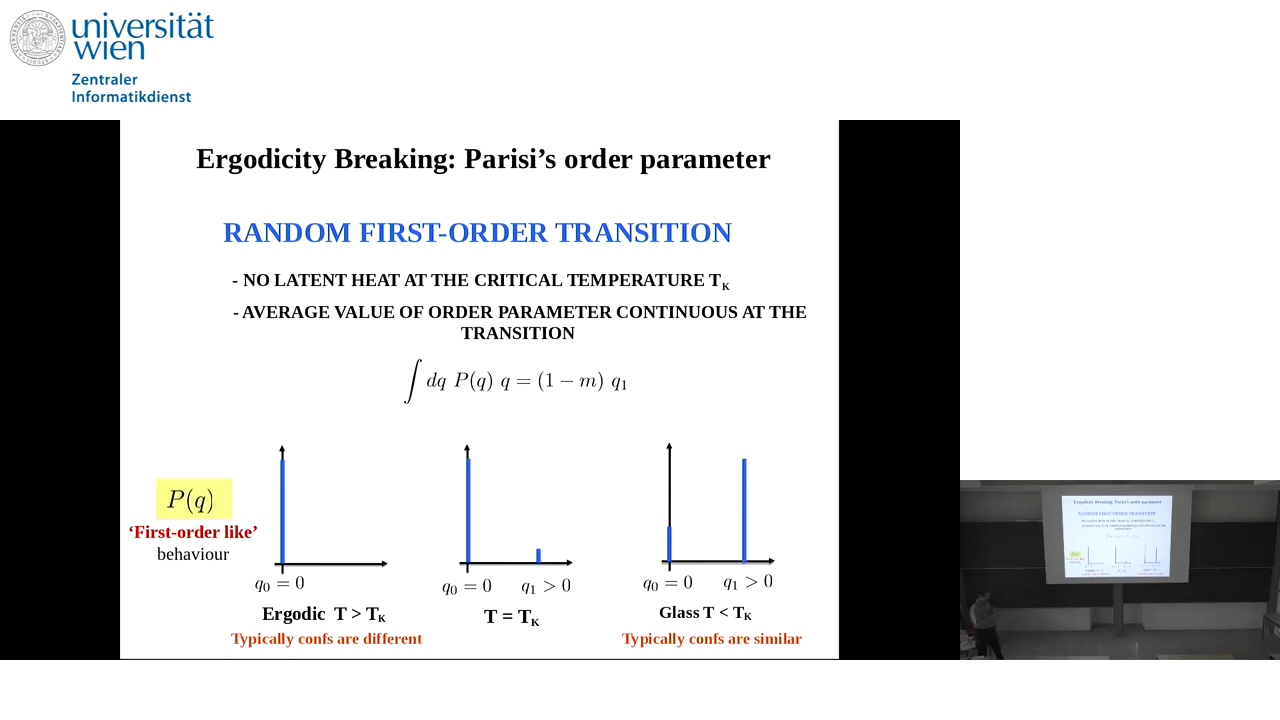 universität
wien
Zentraler
Informatikdienst
Ergodicity Breaking: Parisi's order parameter
RANDOM FIRST-ORDER TRANSITION
- NO LATENT HEAT AT THE CRITICAL TEMPERATURE T_K
- AVERAGE VALUE OF ORDER PARAMETER CONTINUOUS AT THE
TRANSITION
∫ dq P(q) q = (1 − m) q₁
P(q)
‘First-order like’
behaviour
q₀ = 0
q₀ = 0 q₁ > 0
q₀ = 0 q₁ > 0
Ergodic T > T_K
T = T_K
Glass T < T_K
Typically confs are different
Typically confs are similar